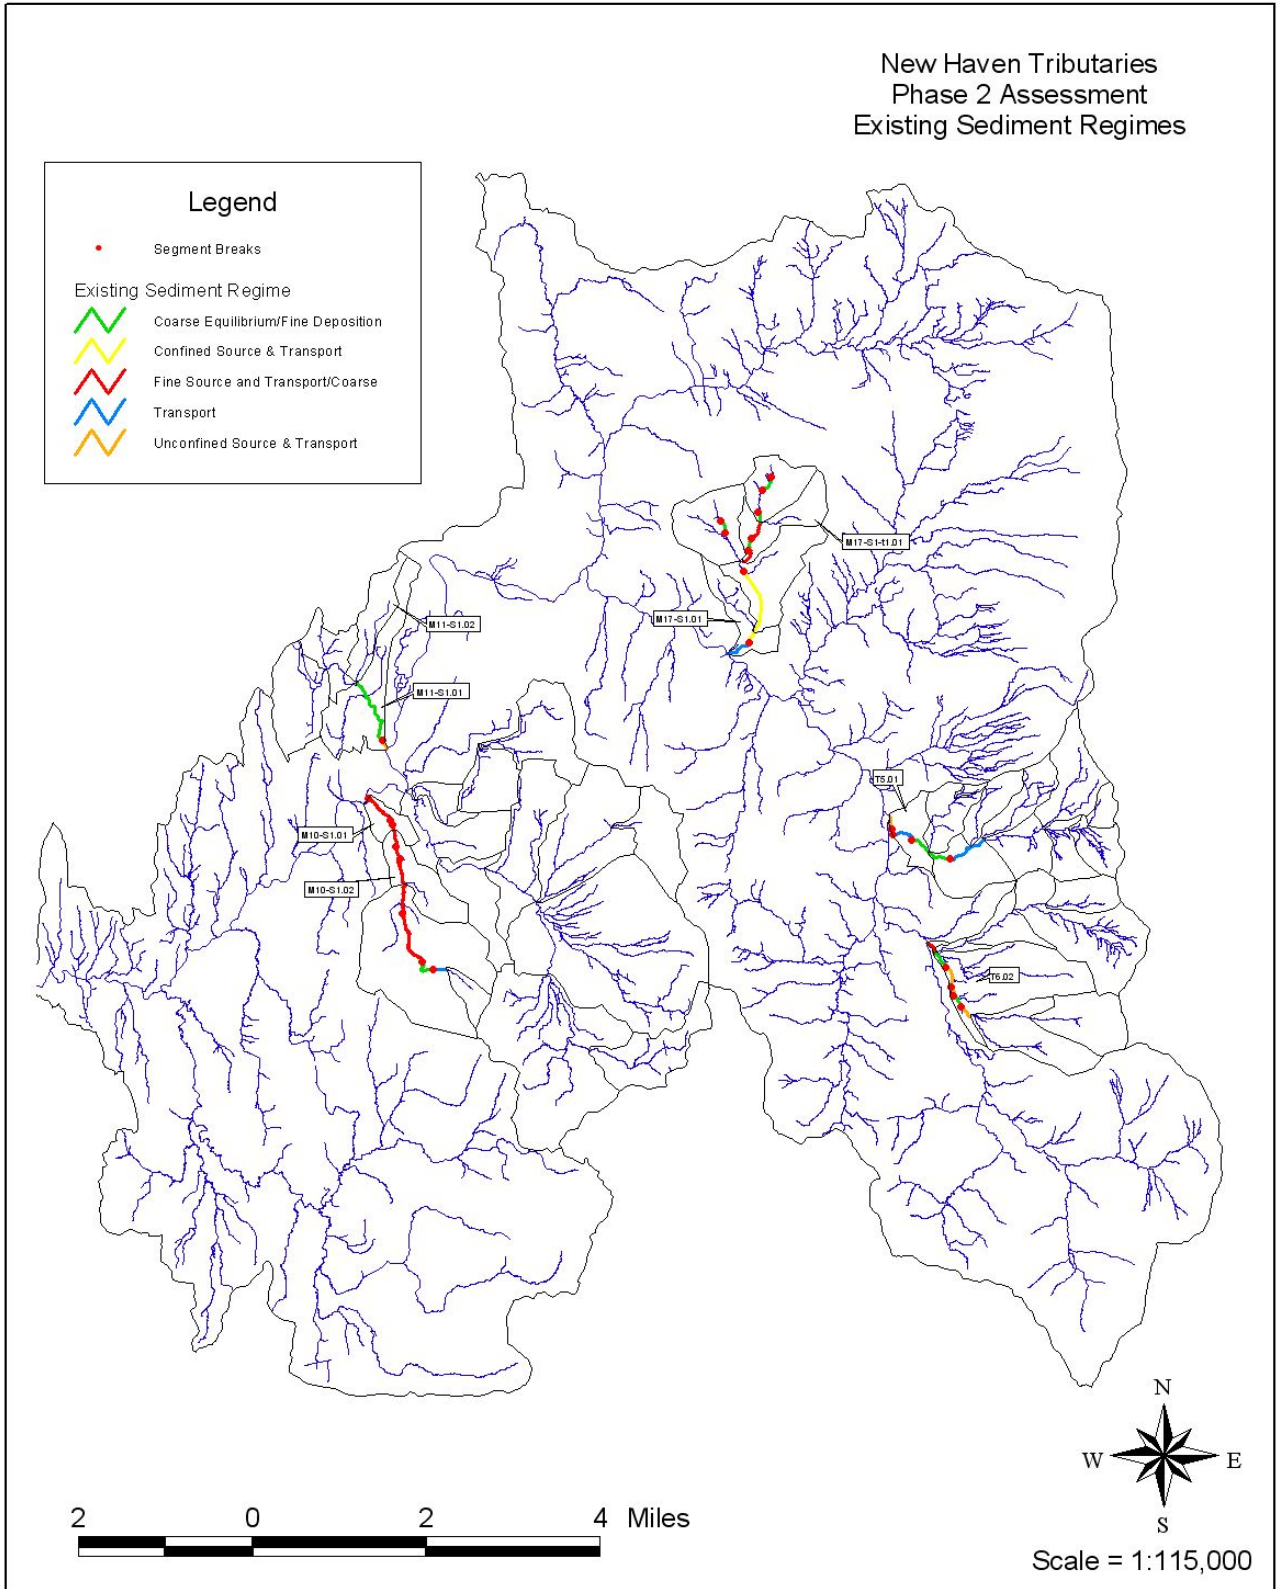 New Haven Tributaries
Phase 2 Assessment
Existing Sediment Regimes
Legend
Segment Breaks
Existing Sediment Regime
Coarse Equilibrium/Fine Deposition
Confined Source & Transport
Fine Source and Transport/Coarse
Transport
Unconfined Source & Transport
M17-S1-t1.01
M17-S1.01
M11-S1.02
M11-S1.01
T5.01
M10-S1.01
M10-S1.02
T6.02
N
W E
S
2 0 2 4 Miles
Scale = 1:115,000